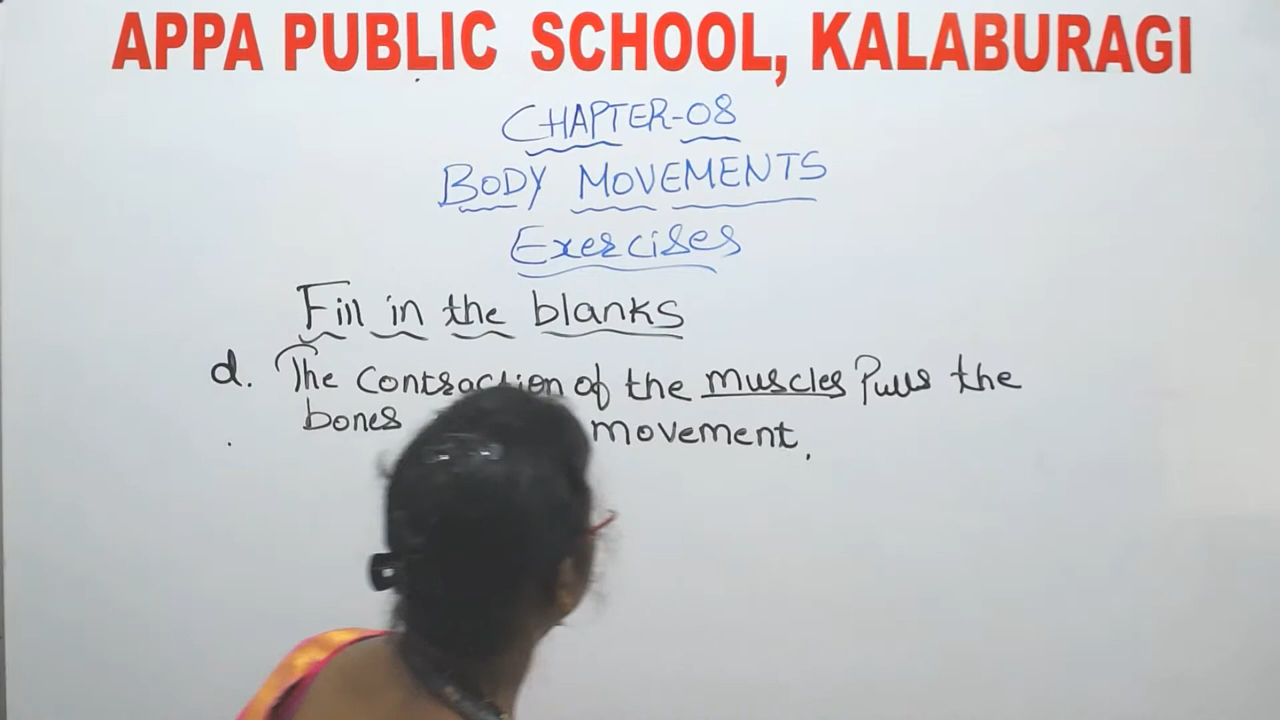 APPA PUBLIC SCHOOL, KALABURAGI
CHAPTER-08
BODY MOVEMENTS
Exercises
Fill in the blanks
d. The contraction of the muscles Pulls the
bones movement.